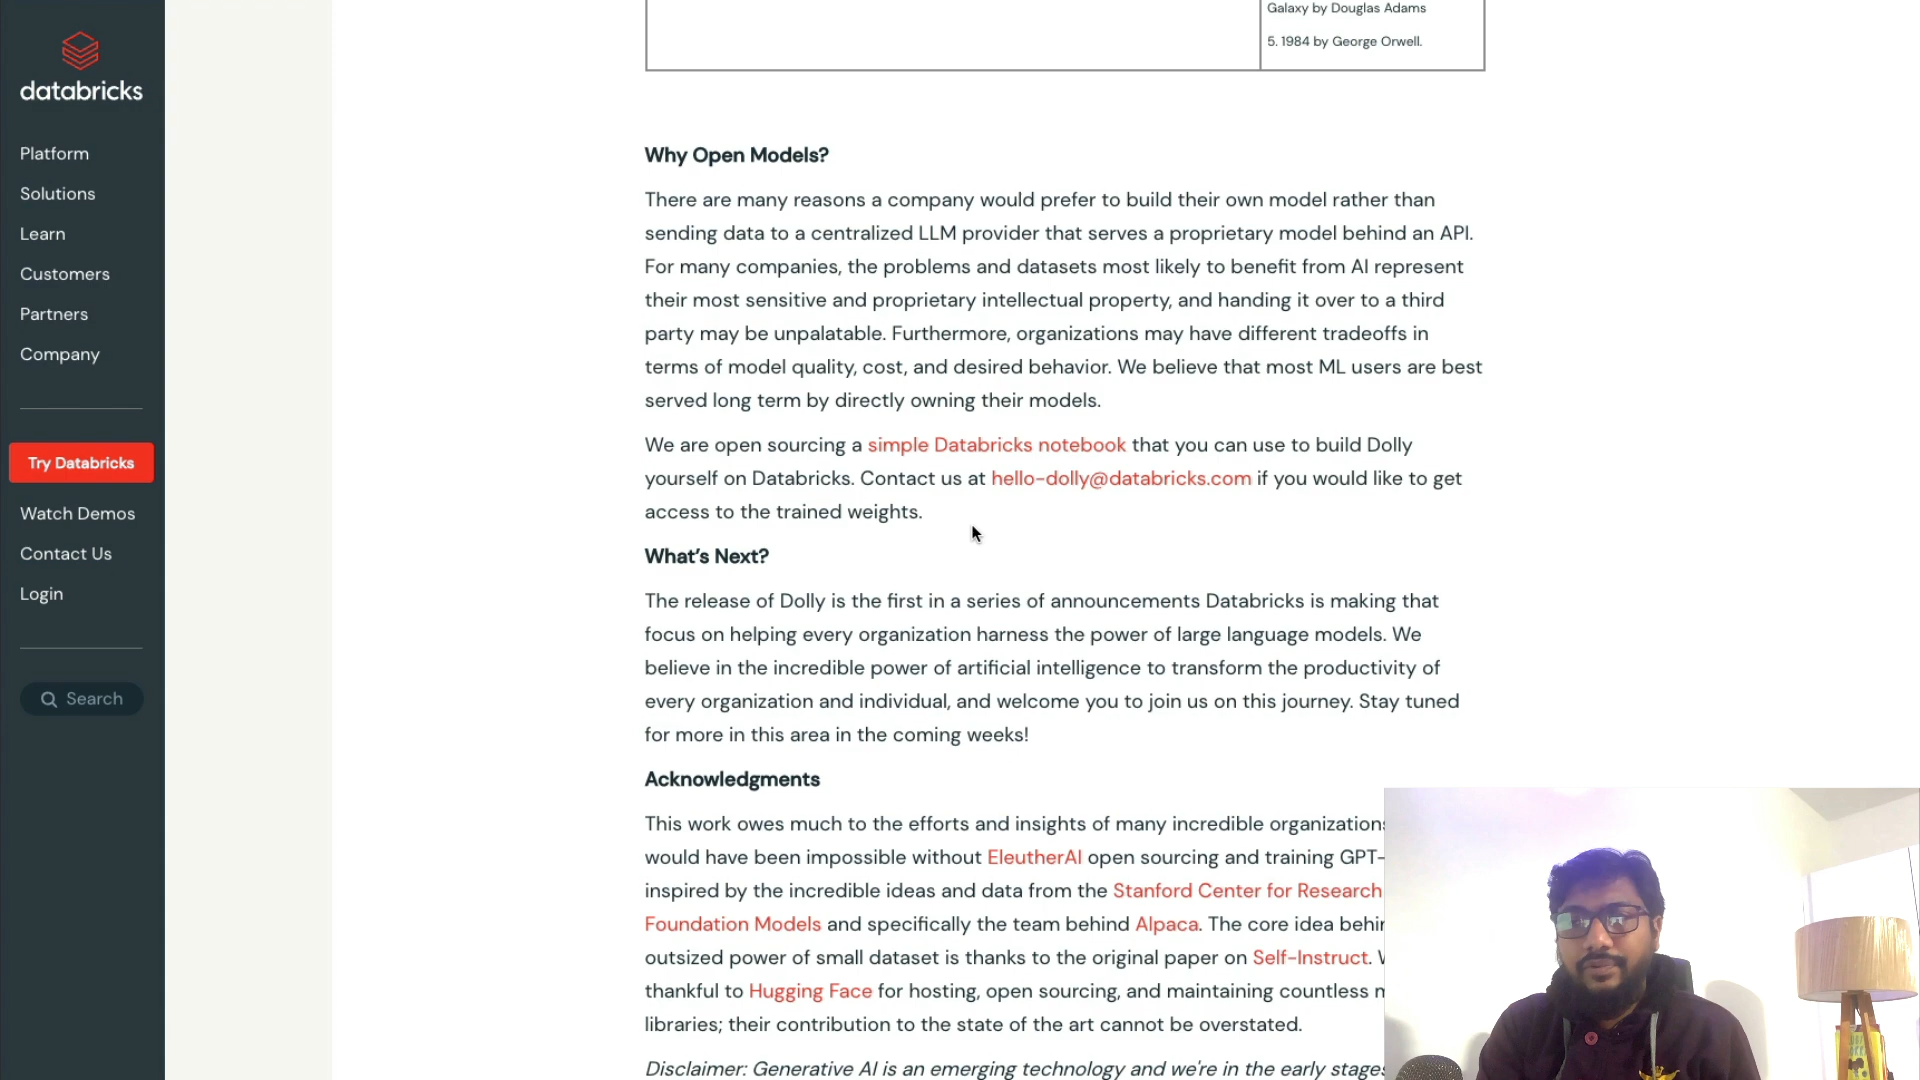 databricks
Platform
Solutions
Learn
Customers
Partners
Company
Try Databricks
Watch Demos
Contact Us
Login
Search
Galaxy by Douglas Adams
5. 1984 by George Orwell.
Why Open Models?
There are many reasons a company would prefer to build their own model rather than
sending data to a centralized LLM provider that serves a proprietary model behind an API.
For many companies, the problems and datasets most likely to benefit from AI represent
their most sensitive and proprietary intellectual property, and handing it over to a third
party may be unpalatable. Furthermore, organizations may have different tradeoffs in
terms of model quality, cost, and desired behavior. We believe that most ML users are best
served long term by directly owning their models.
We are open sourcing a simple Databricks notebook that you can use to build Dolly
yourself on Databricks. Contact us at hello-dolly@databricks.com if you would like to get
access to the trained weights.
What's Next?
The release of Dolly is the first in a series of announcements Databricks is making that
focus on helping every organization harness the power of large language models. We
believe in the incredible power of artificial intelligence to transform the productivity of
every organization and individual, and welcome you to join us on this journey. Stay tuned
for more in this area in the coming weeks!
Acknowledgments
This work owes much to the efforts and insights of many incredible organizations
would have been impossible without EleutherAI open sourcing and training GPT-
inspired by the incredible ideas and data from the Stanford Center for Research
Foundation Models and specifically the team behind Alpaca. The core idea
outsized power of small dataset is thanks to the original paper on Self-Instruct.
thankful to Hugging Face for hosting, open sourcing, and maintaining countless
libraries; their contribution to the state of the art cannot be overstated.
Disclaimer: Generative AI is an emerging technology and we're in the early stages